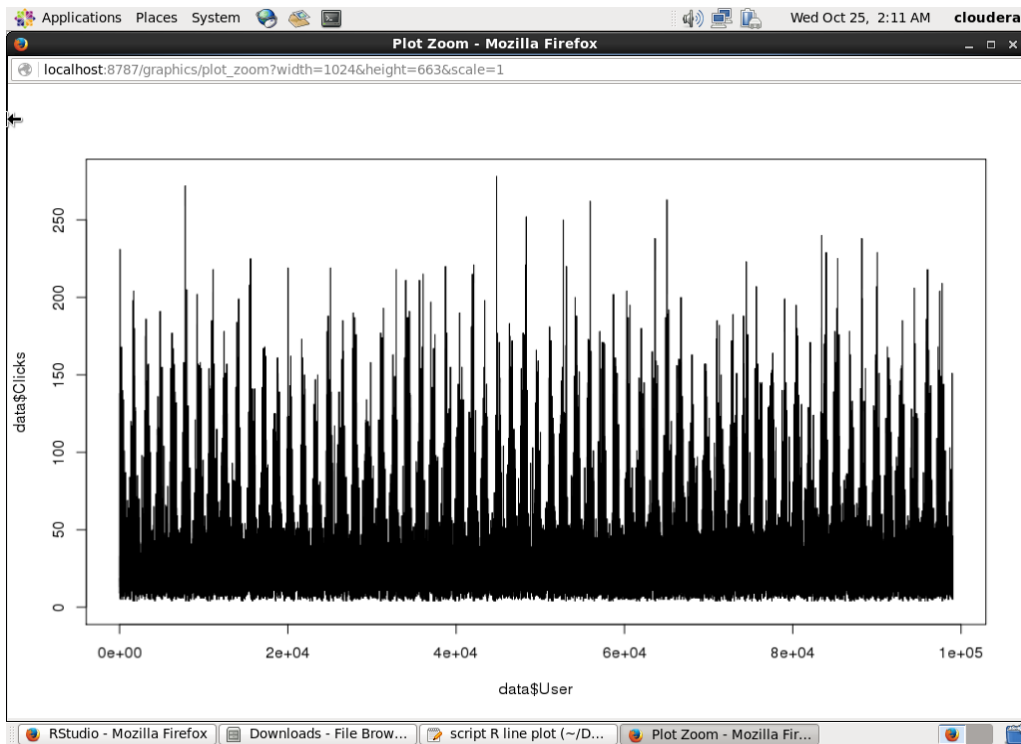 Applications Places System Wed Oct 25, 2:11 AM cloudera
Plot Zoom - Mozilla Firefox
localhost:8787/graphics/plot_zoom?width=1024&height=663&scale=1
data$Clicks
250
200
150
100
50
0
0e+00 2e+04 4e+04 6e+04 8e+04 1e+05
data$User
RStudio - Mozilla Firefox Downloads - File Brow... script R line plot (~/D... Plot Zoom - Mozilla Fir...